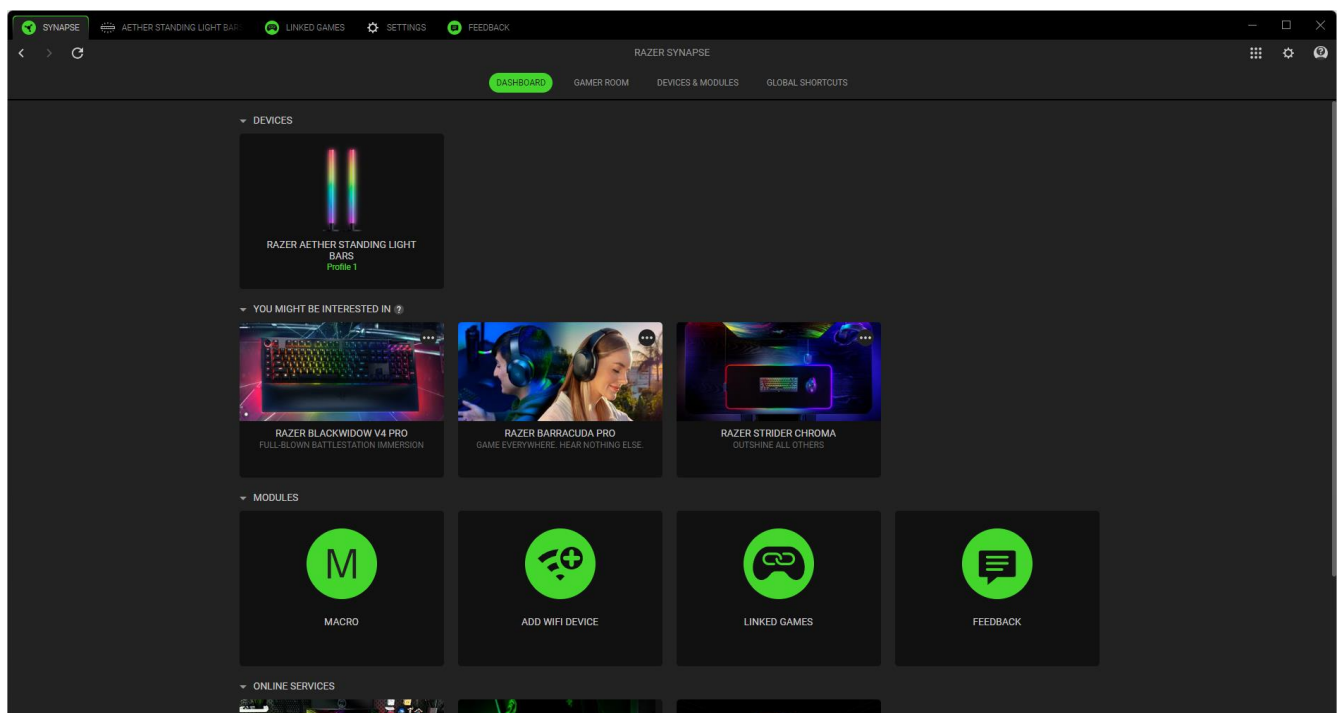 SYNAPSE
AETHER STANDING LIGHT BAR
LINKED GAMES
SETTINGS
FEEDBACK
RAZER SYNAPSE
DASHBOARD
GAMER ROOM
DEVICES & MODULES
GLOBAL SHORTCUTS
DEVICES
RAZER AETHER STANDING LIGHT
BARS
Profile 1
YOU MIGHT BE INTERESTED IN ?
RAZER BLACKWIDOW V4 PRO
FULL-BLOWN BATTLESTATION IMMERSION
RAZER BARRACUDA PRO
GAME EVERYWHERE. HEAR NOTHING ELSE.
RAZER STRIDER CHROMA
OUTSHINE ALL OTHERS
MODULES
M
MACRO
ADD WIFI DEVICE
LINKED GAMES
FEEDBACK
ONLINE SERVICES